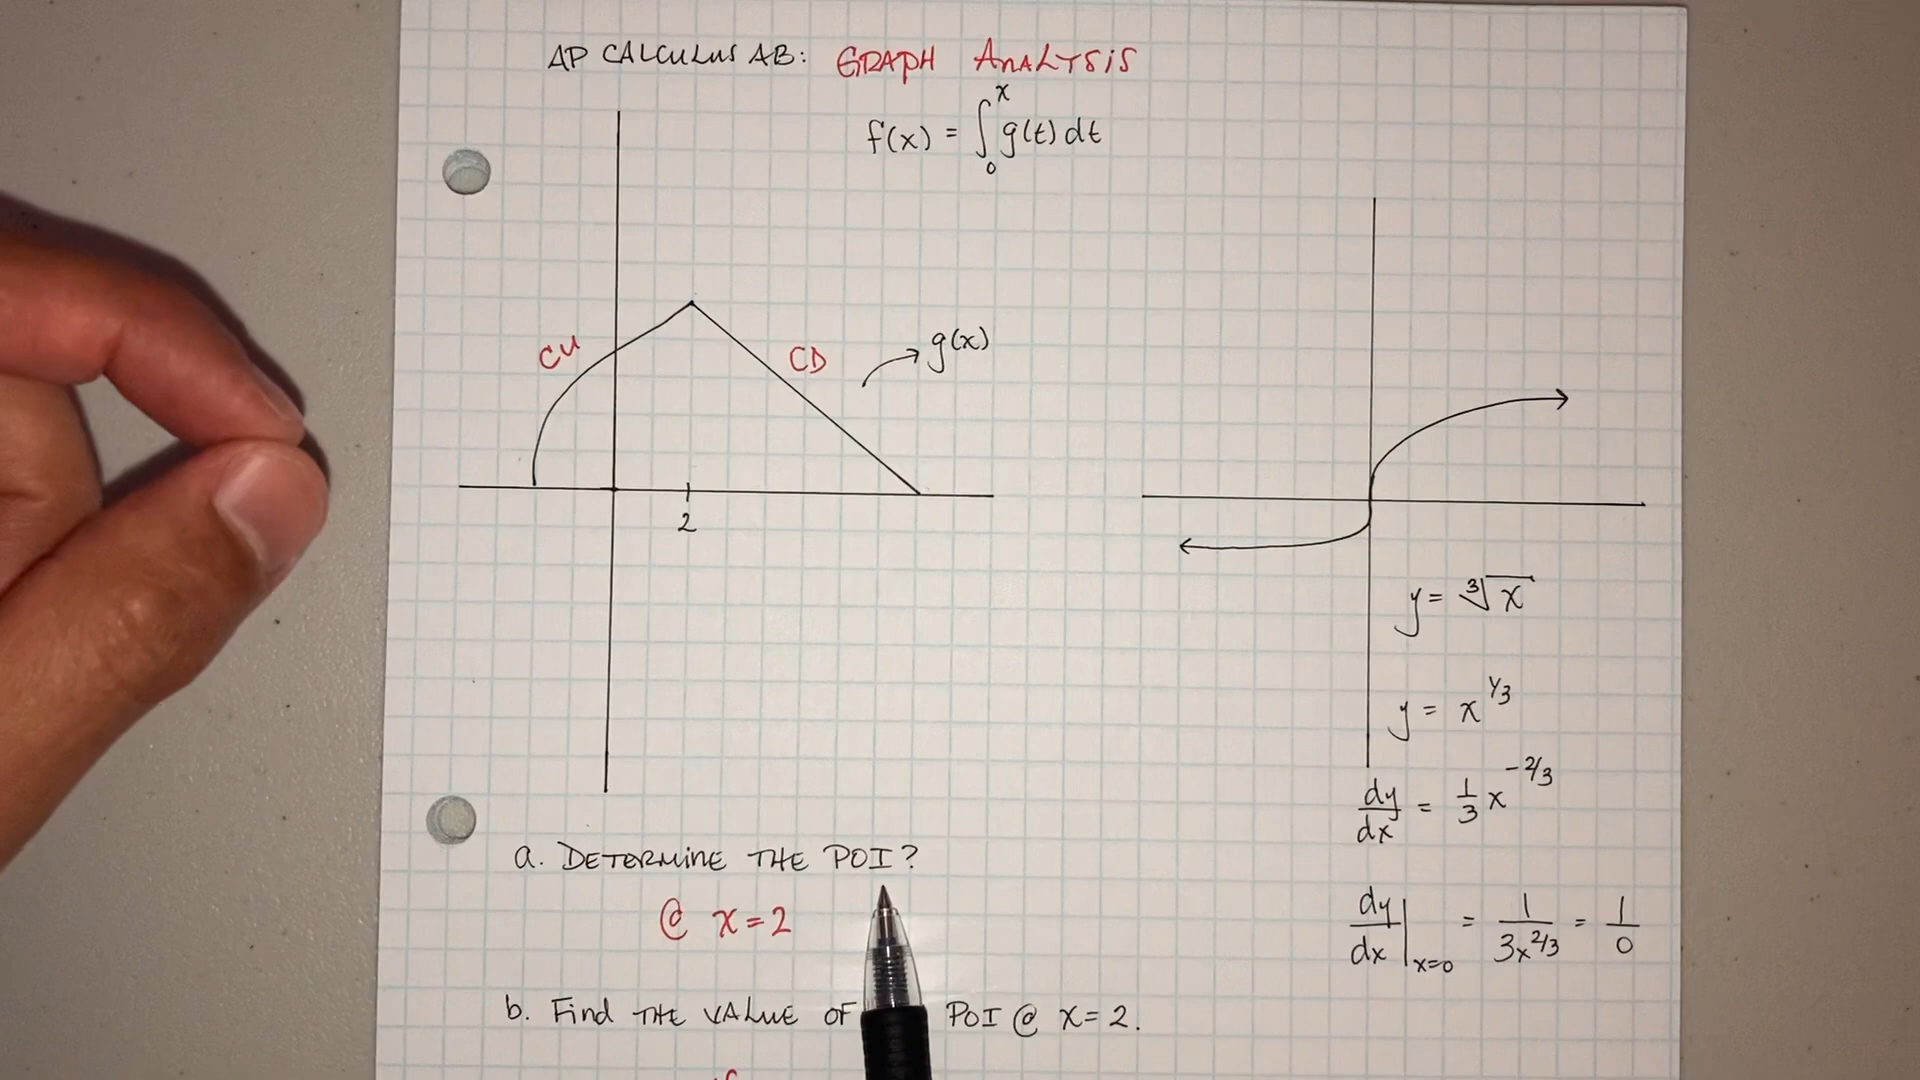 AP CALCULUS AB: GRAPH ANALYSIS
f(x) = ∫₀ˣ g(t) dt
CU
CD
g(x)
2
y = ∛x
y = x^1/3
dy/dx = 1/3 x^-2/3
a. DETERMINE THE POI?
@ x=2
dy/dx |x=0 = 1/3x^2/3 = 1/0
b. Find THE VALUE OF POI @ x=2.